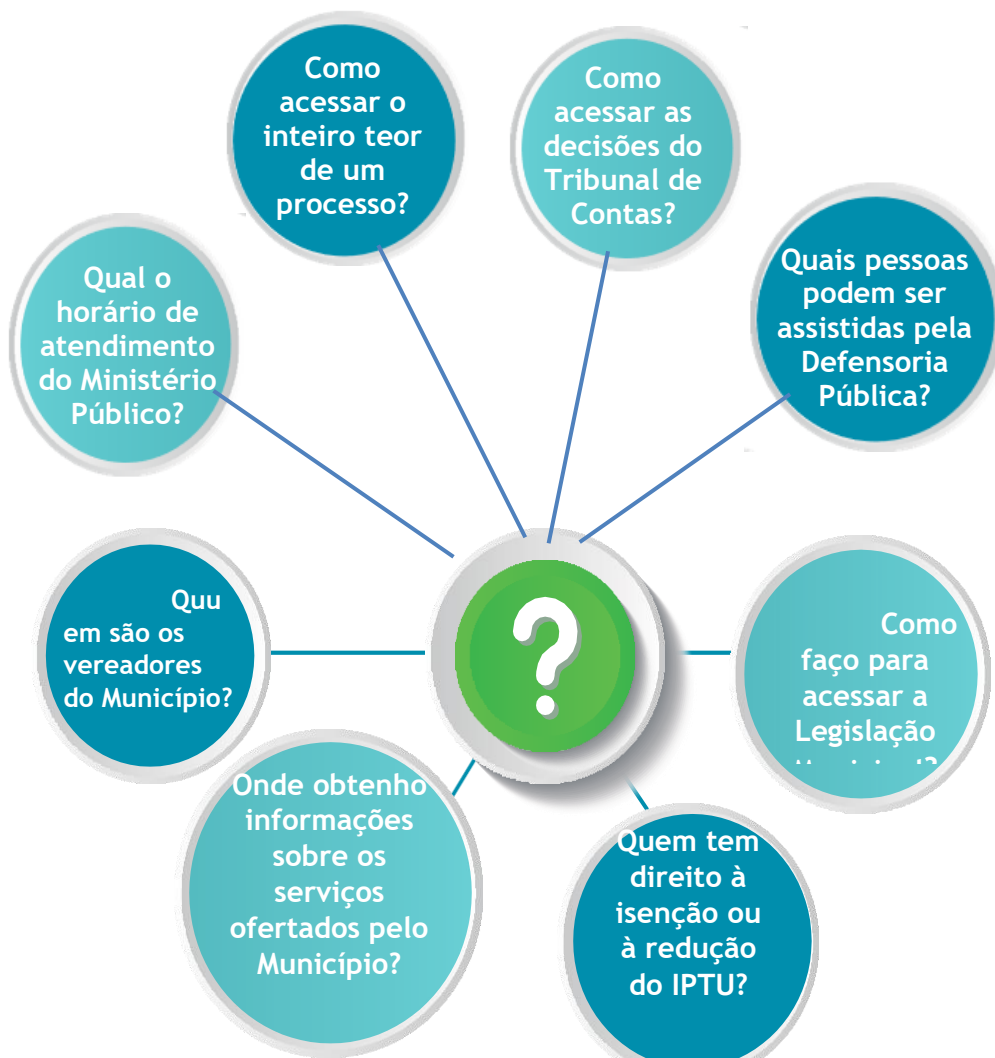 Como
acessar o
inteiro teor
de um
processo?
Como
acessar as
decisões do
Tribunal de
Contas?
Qual o
horário de
atendimento
do Ministério
Público?
Quais pessoas
podem ser
assistidas pela
Defensoria
Pública?
Quu
em são os
vereadores
do Município?
?
Como
faço para
acessar a
Legislação
Onde obtenho
informações
sobre os
serviços
ofertados pelo
Município?
Quem tem
direito à
isenção ou
à redução
do IPTU?